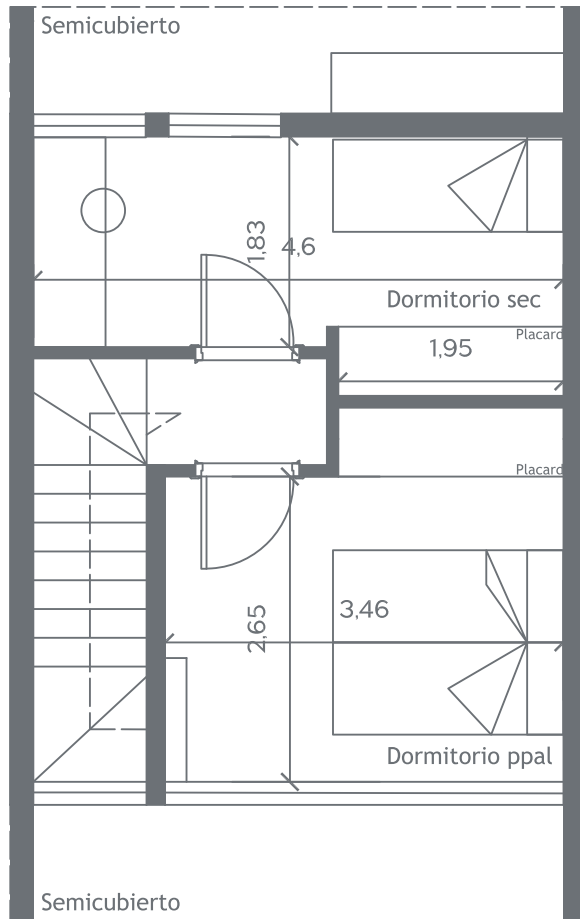 Semicubierto
1,83
4,6
Dormitorio sec
Placard
1,95
Placard
2,65
3,46
Dormitorio ppal
Semicubierto